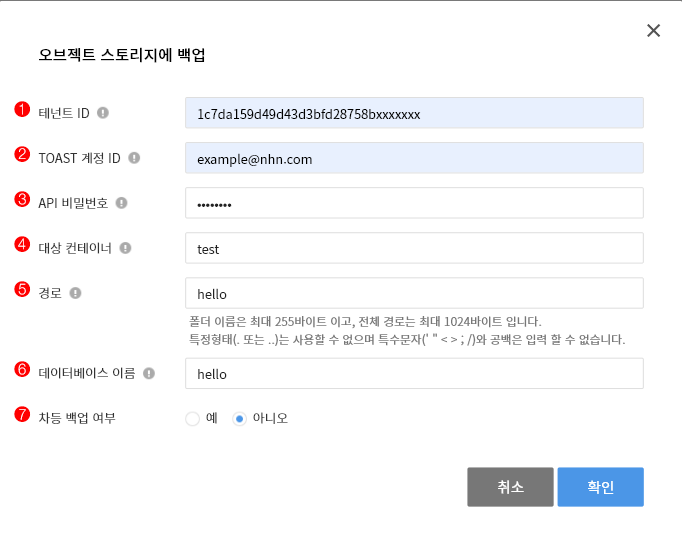 오브젝트 스토리지에 백업
1 테넌트 ID 1c7da159d49d43d3bfd28758bxxxxxxx
2 TOAST 계정 ID example@nhn.com
3 API 비밀번호 ••••••••
4 대상 컨테이너 test
5 경로 hello
폴더 이름은 최대 255바이트 이고, 전체 경로는 최대 1024바이트 입니다.
특정형태(. 또는 ..)는 사용할 수 없으며 특수문자(' " < > ; /)와 공백은 입력 할 수 없습니다.
6 데이터베이스 이름 hello
7 차등 백업 여부 예 아니오
취소 확인